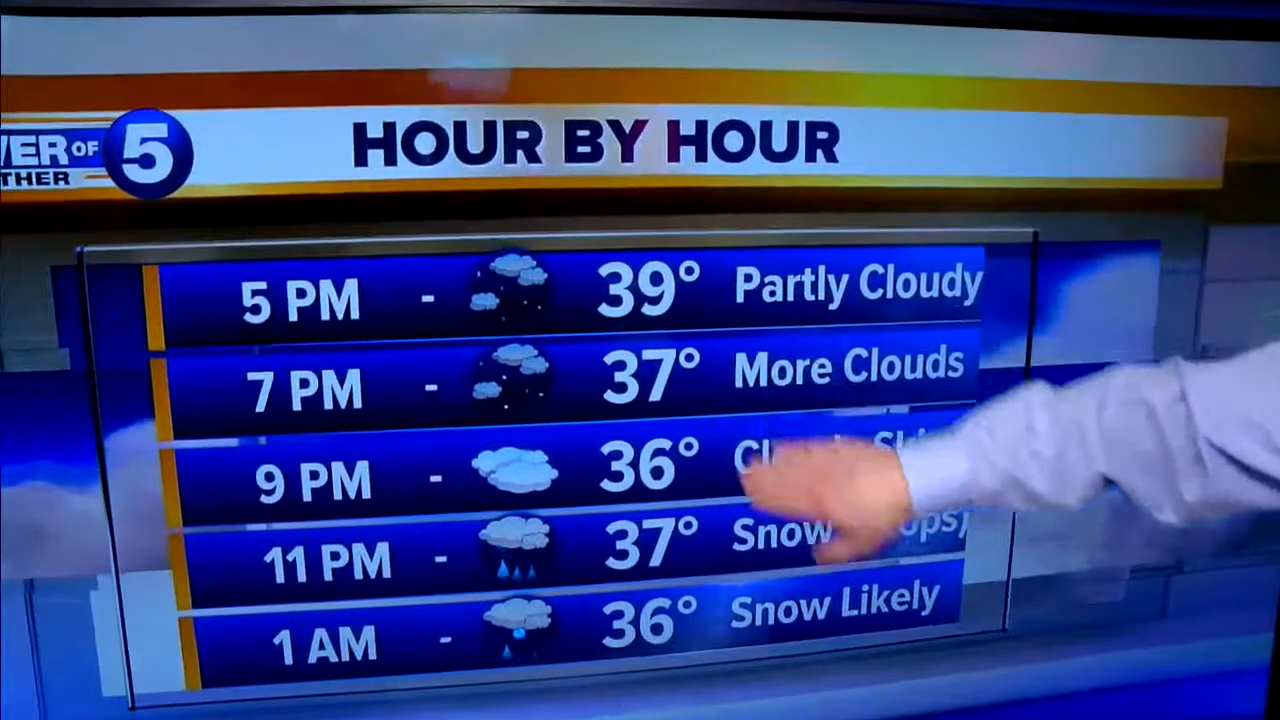 WER OF 5
THER
HOUR BY HOUR
5 PM - 39° Partly Cloudy
7 PM - 37° More Clouds
9 PM - 36°
11 PM - 37° Snow
1 AM - 36° Snow Likely